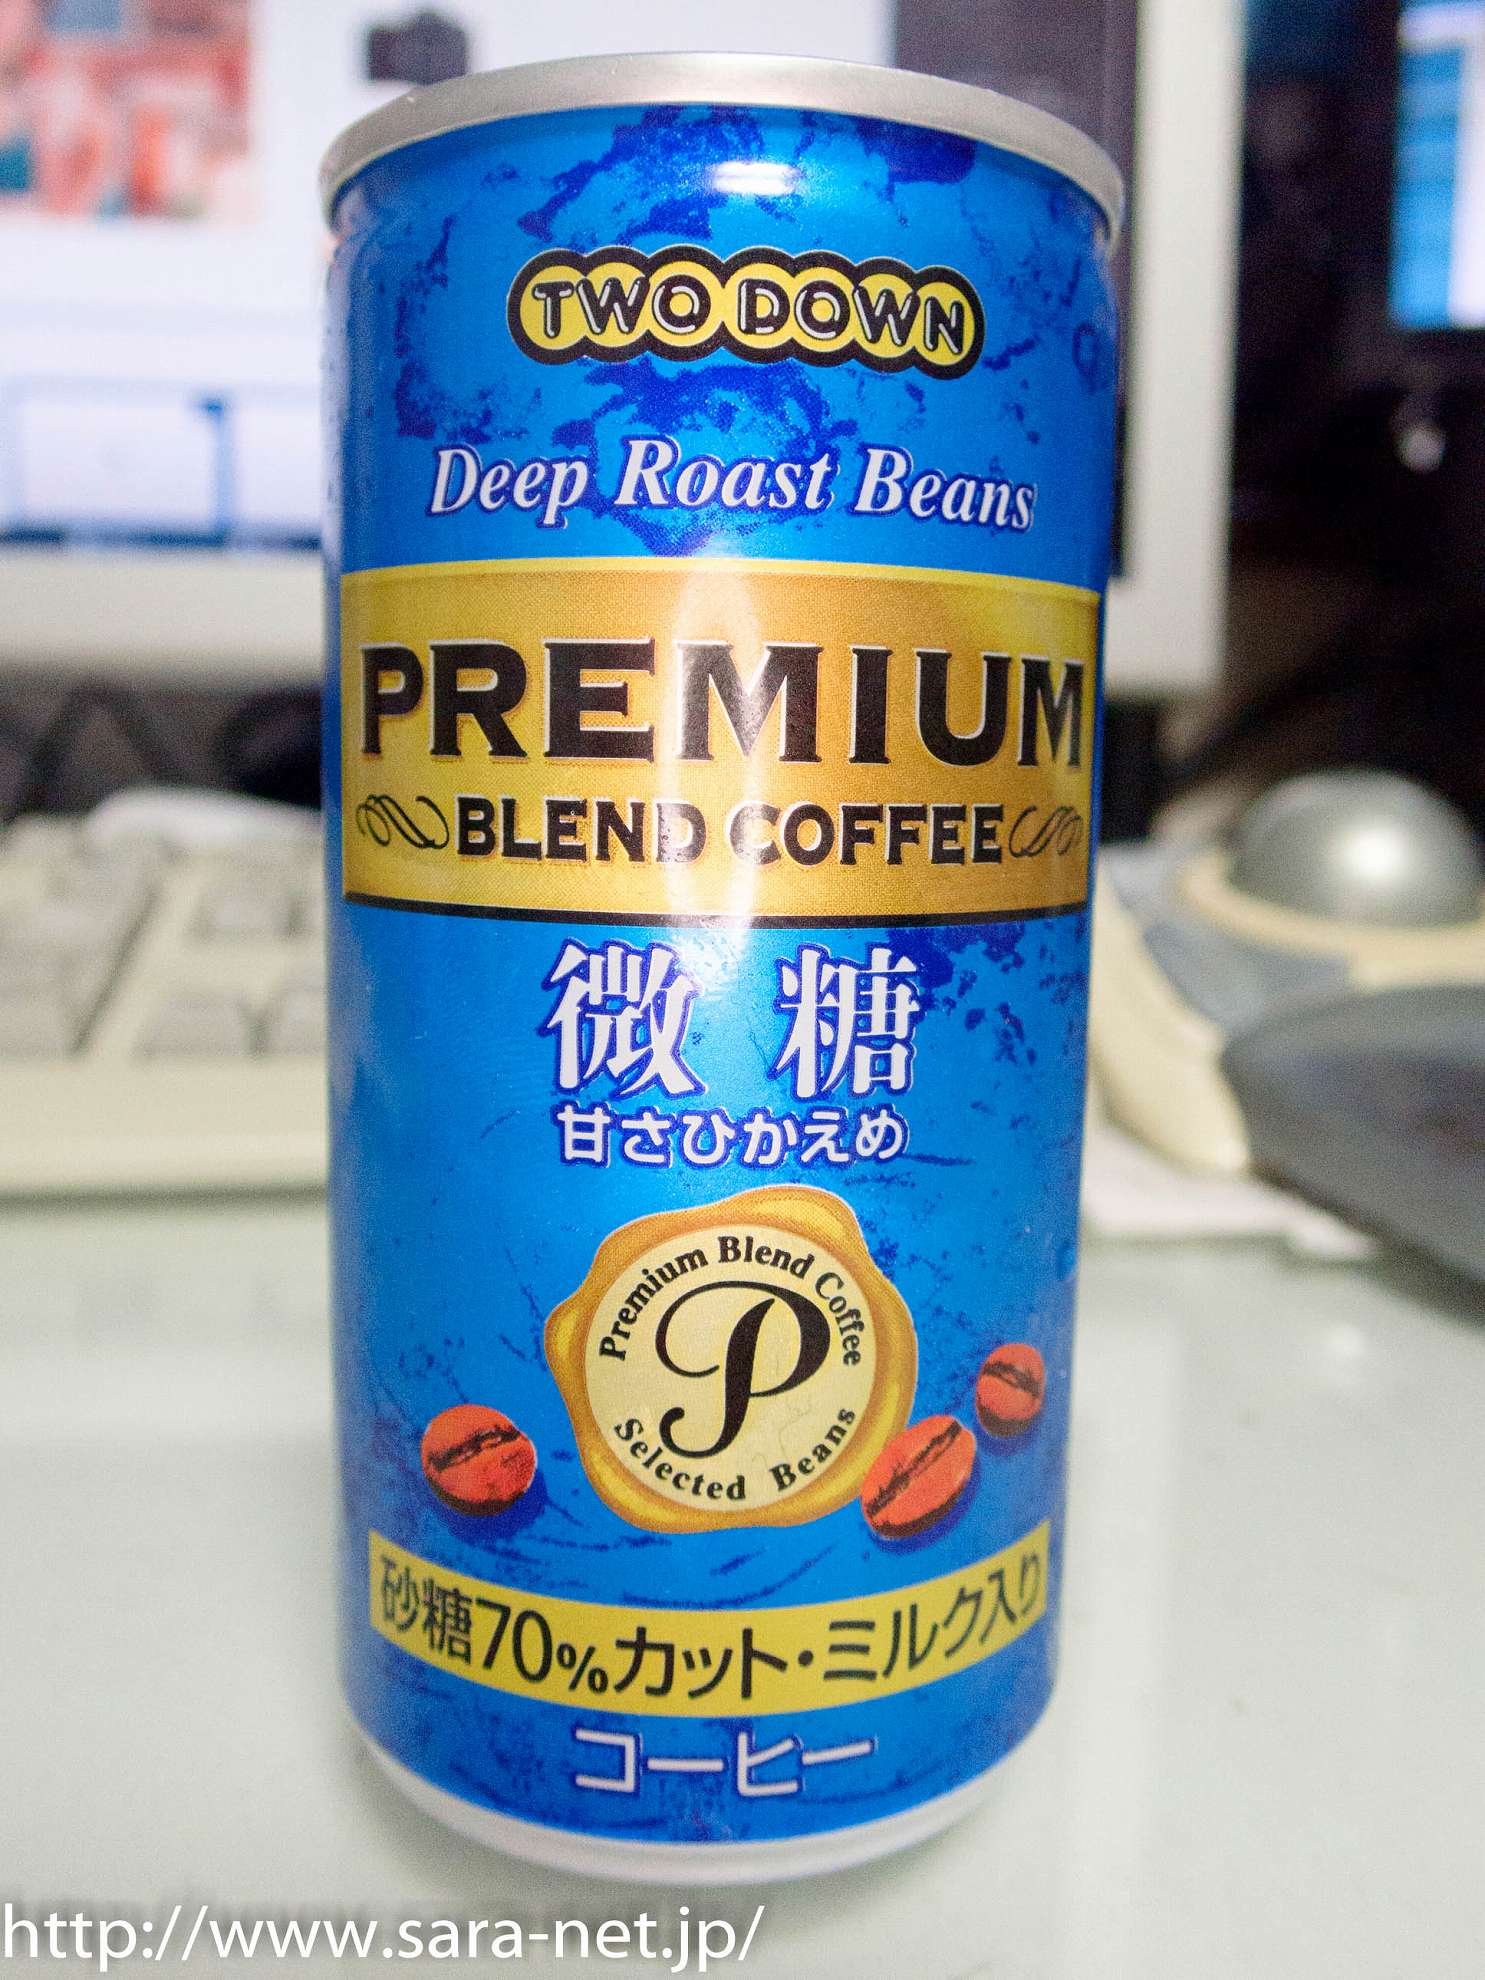 TWO DOWN
Deep Roast Beans
PREMIUM
BLEND COFFEE
微糖
甘さひかえめ
Premium Blend Coffee
P
Selected Beans
砂糖70%カット・ミルク入り
コーヒー
http://www.sara-net.jp/